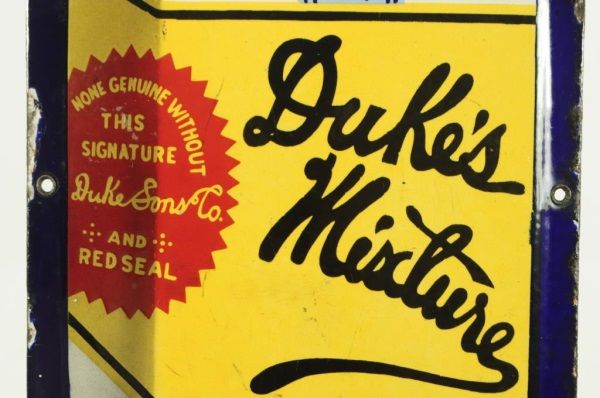 NONE GENUINE WITHOUT
THIS
SIGNATURE
Duke Sons Co.
AND
RED SEAL
Duke's
Mixture